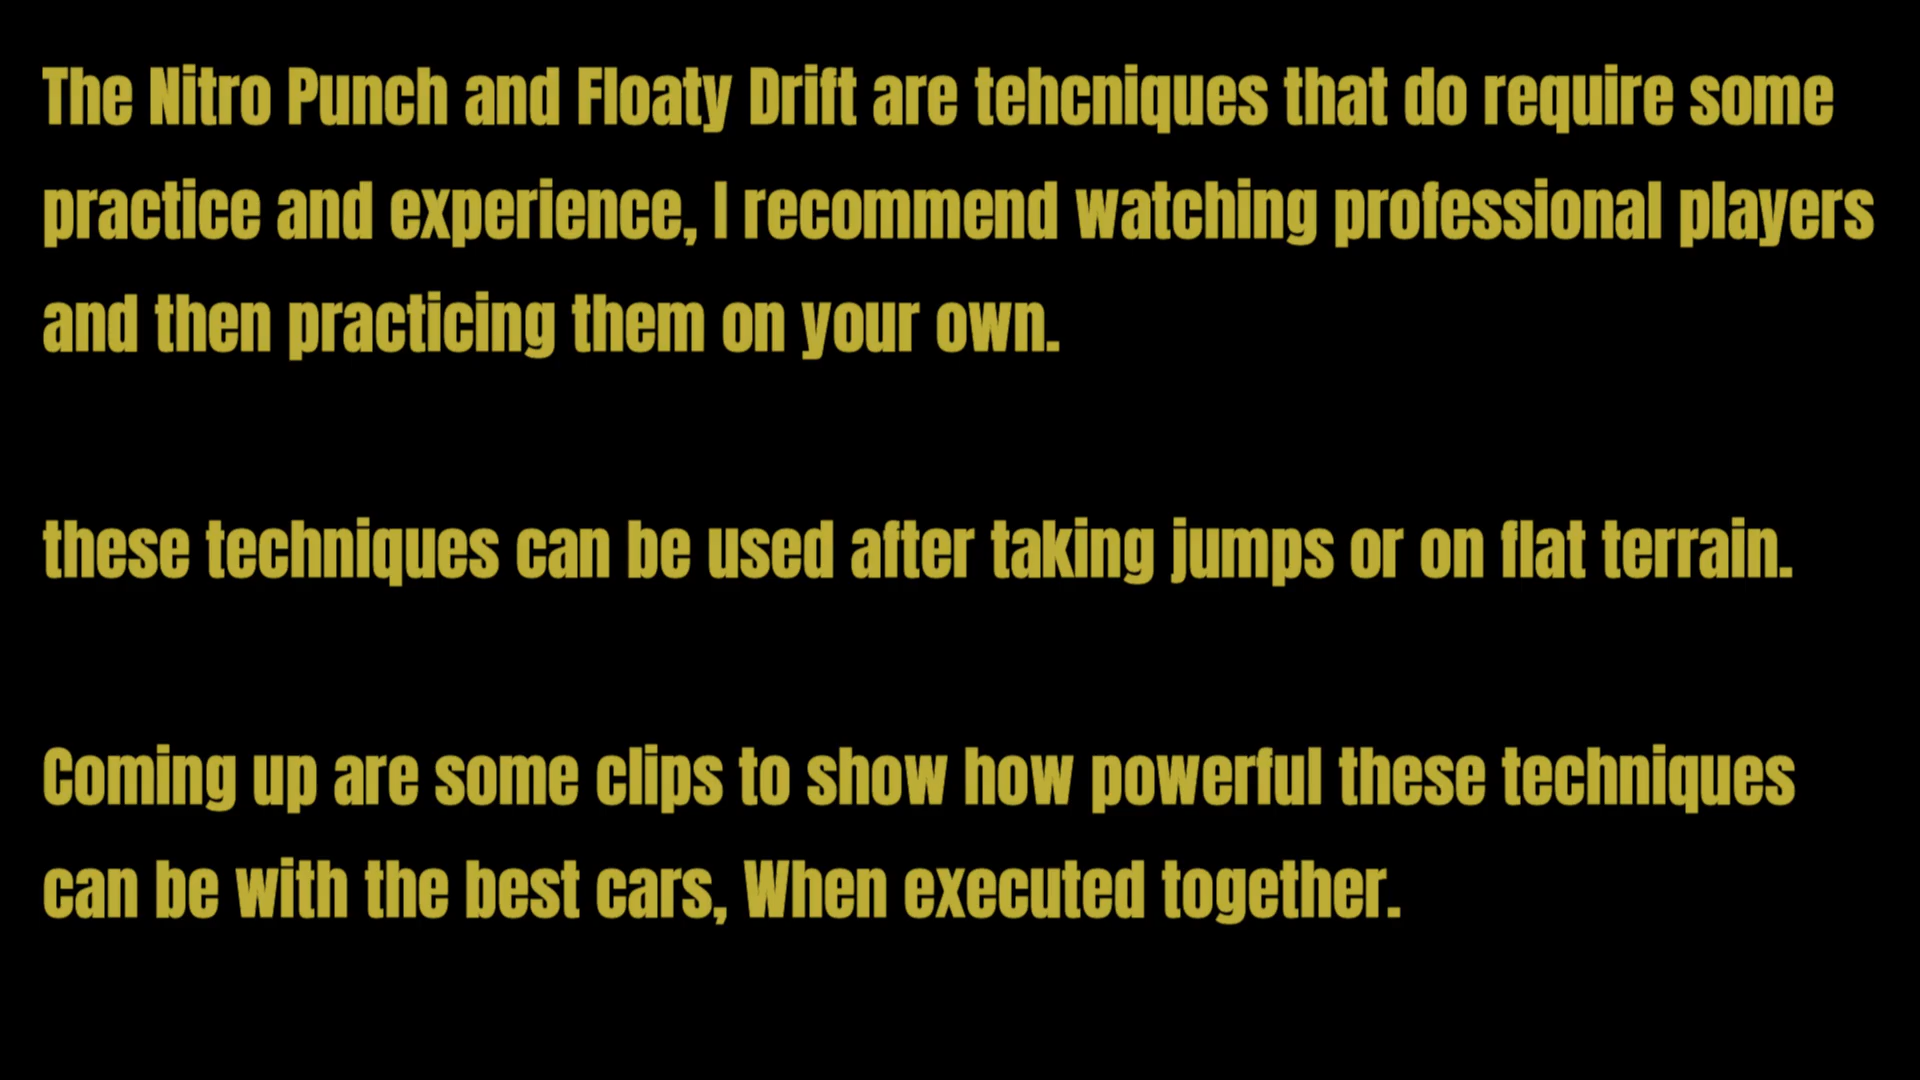 The Nitro Punch and Floaty Drift are tehcniques that do require some
practice and experience, I recommend watching professional players
and then practicing them on your own.
these techniques can be used after taking jumps or on flat terrain.
Coming up are some clips to show how powerful these techniques
can be with the best cars, When executed together.